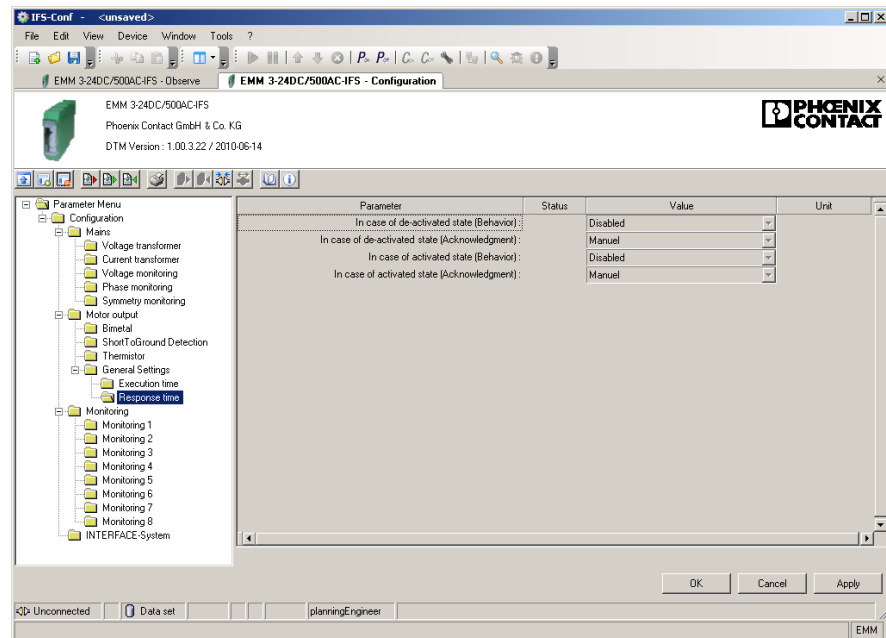 IFS-Conf - <unsaved>
File Edit View Device Window Tools ?
EMM 3-24DC/500AC-IFS - Observe EMM 3-24DC/500AC-IFS - Configuration
EMM 3-24DC/500AC-IFS
Phoenix Contact GmbH & Co. KG
DTM Version : 1.00.3.22 / 2010-06-14
PHŒNIX
CONTACT
Parameter Menu
Configuration
Mains
Voltage transformer
Current transformer
Voltage monitoring
Phase monitoring
Symmetry monitoring
Motor output
Bimetal
ShortToGround Detection
Thermistor
General Settings
Execution time
Response time
Monitoring
Monitoring 1
Monitoring 2
Monitoring 3
Monitoring 4
Monitoring 5
Monitoring 6
Monitoring 7
Monitoring 8
INTERFACE-System
Parameter Status Value Unit
In case of de-activated state (Behavior) : Disabled
In case of de-activated state (Acknowledgment) : Manuel
In case of activated state (Behavior) : Disabled
In case of activated state (Acknowledgment) : Manuel
OK Cancel Apply
Unconnected Data set planningEngineer
EMM